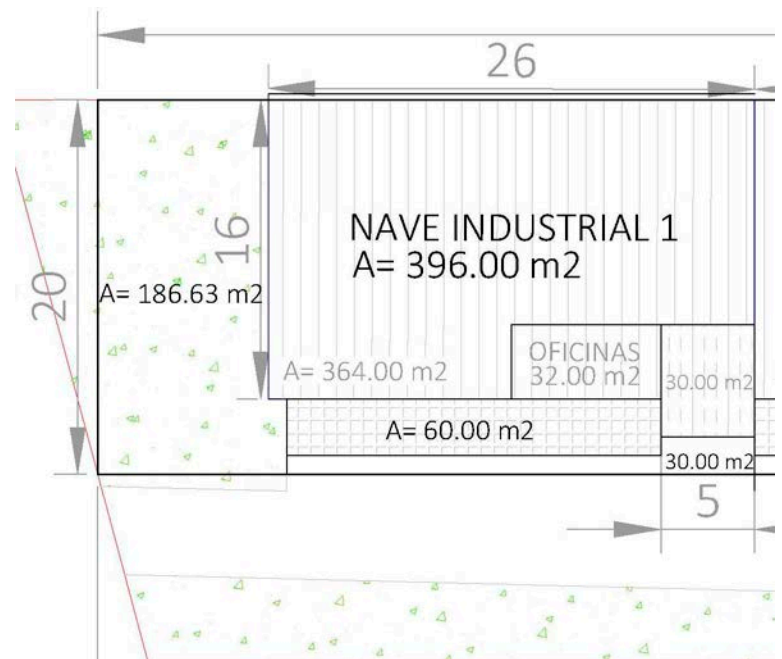 26
NAVE INDUSTRIAL 1
A= 396.00 m2
16
20
A= 186.63 m2
OFICINAS
32.00 m2
A= 364.00 m2
30.00 m2
A= 60.00 m2
30.00 m2
5